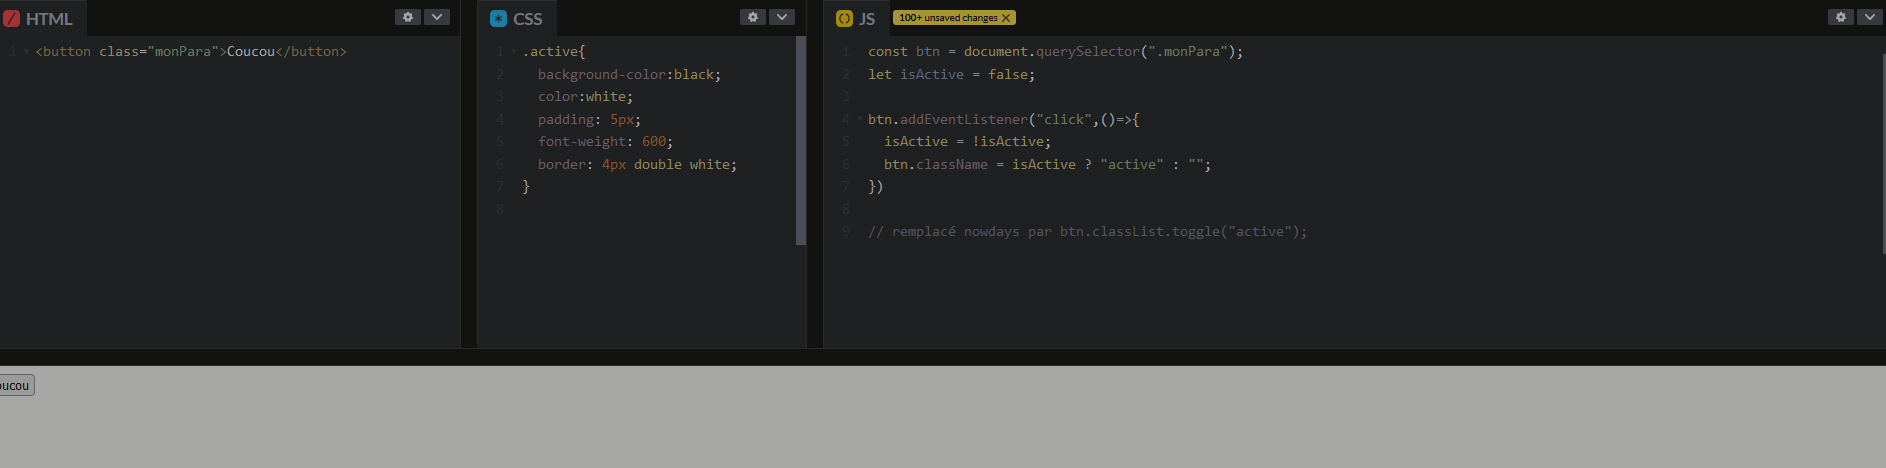 HTML
1 <button class="monPara">Coucou</button>
CSS
1 .active{
2 background-color:black;
3 color:white;
4 padding: 5px;
5 font-weight: 600;
6 border: 4px double white;
7 }
8
JS 100+ unsaved changes
1 const btn = document.querySelector(".monPara");
2 let isActive = false;
3
4 btn.addEventListener("click",()=>{
5 isActive = !isActive;
6 btn.className = isActive ? "active" : "";
7 })
8
9 // remplacé nowdays par btn.classList.toggle("active");
oucou